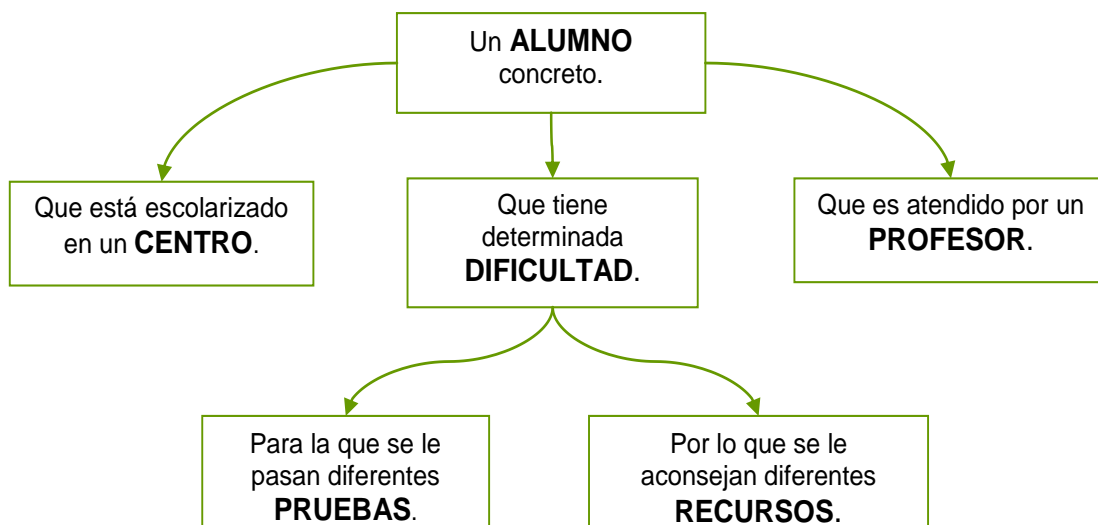 Un ALUMNO
concreto.
Que está escolarizado
en un CENTRO.
Que tiene
determinada
DIFICULTAD.
Que es atendido por un
PROFESOR.
Para la que se le
pasan diferentes
PRUEBAS.
Por lo que se le
aconsejan diferentes
RECURSOS.